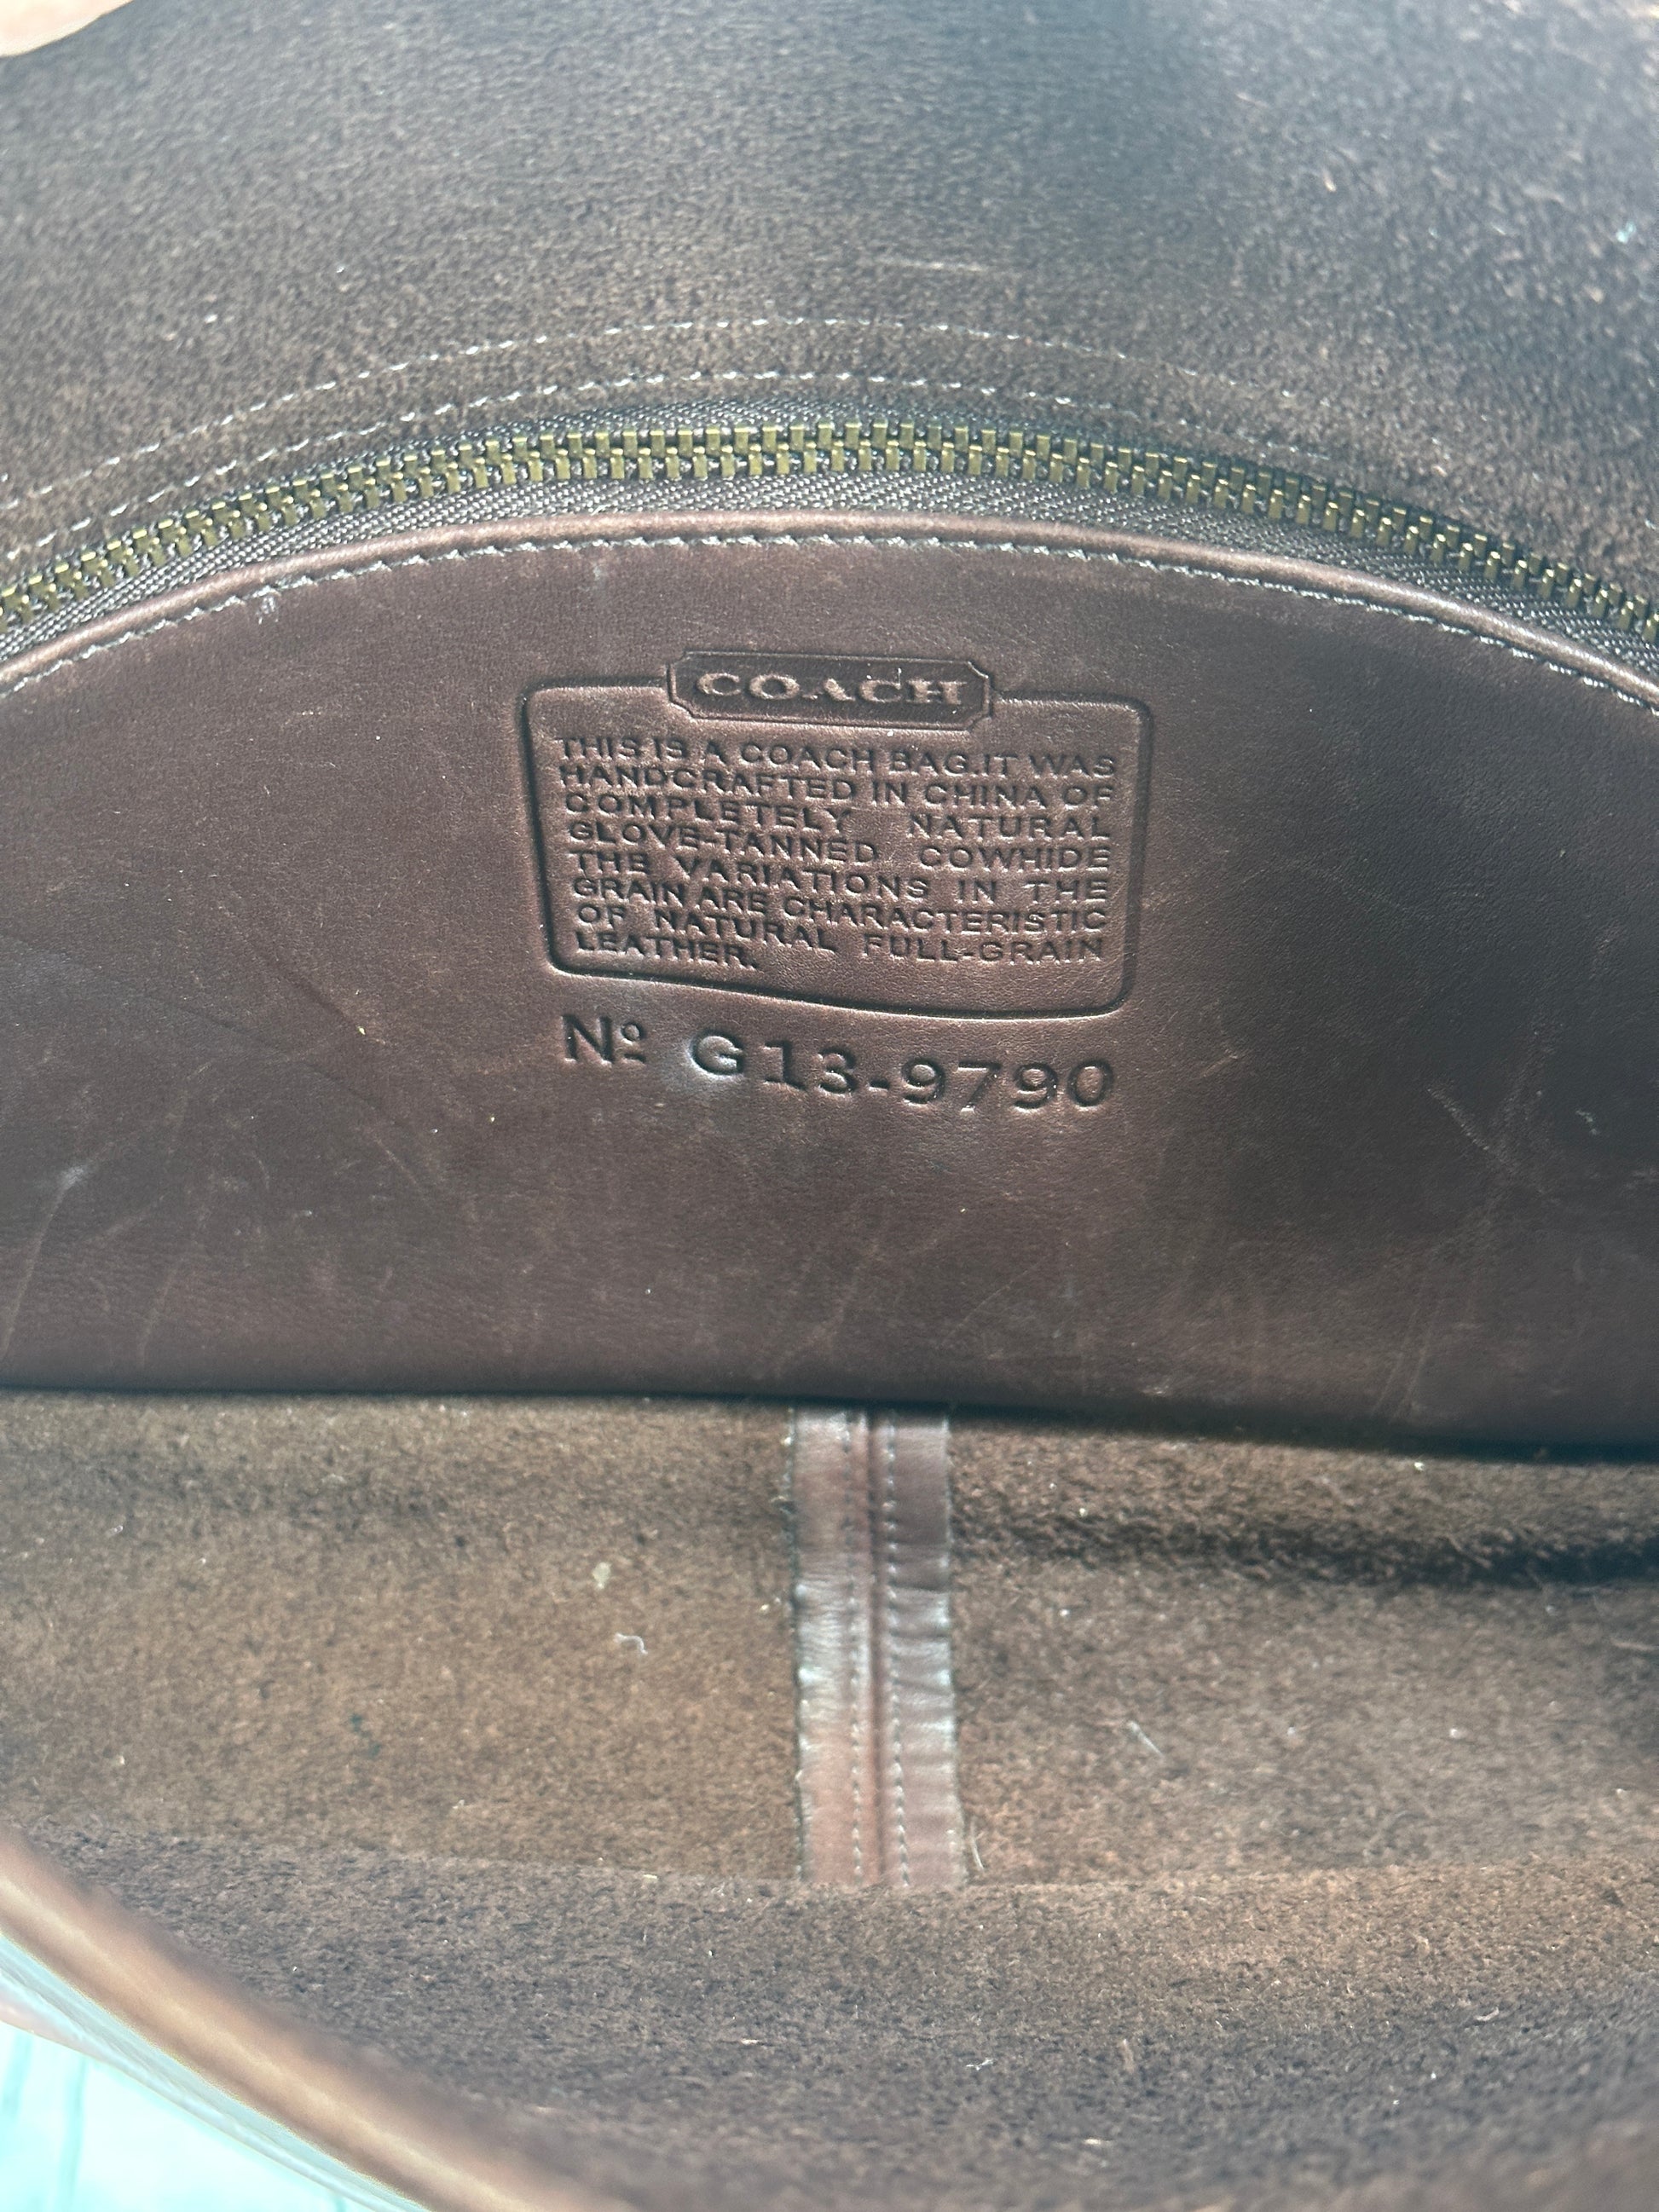 COACH
THIS IS A COACH BAG. IT WAS
HANDCRAFTED IN CHINA OF
COMPLETELY NATURAL
GLOVE-TANNED COWHIDE
THE VARIATIONS IN THE
GRAIN ARE CHARACTERISTIC
OF NATURAL FULL-GRAIN
LEATHER.
Nº G13-9790